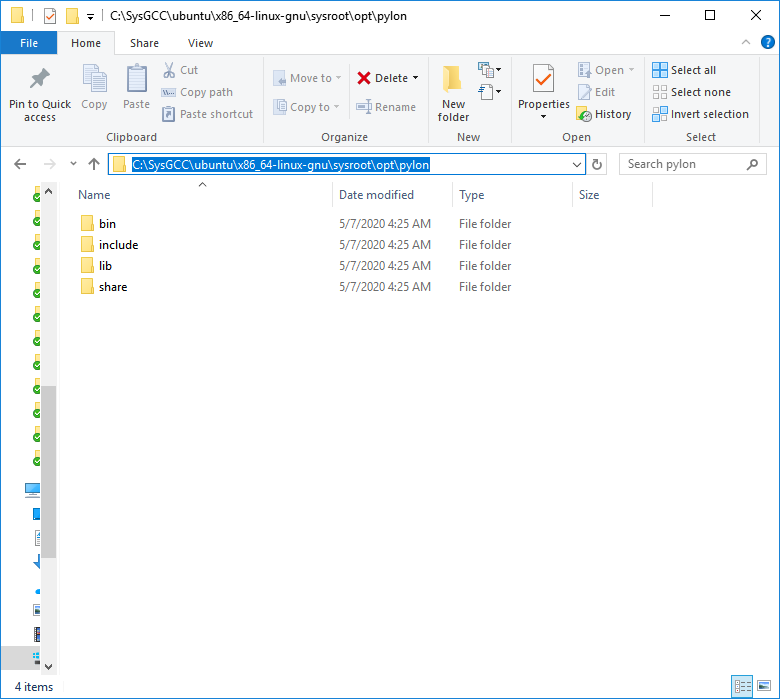 C:\SysGCC\ubuntu\x86_64-linux-gnu\sysroot\opt\pylon
File Home Share View
Pin to Quick access
Copy
Paste
Cut
Copy path
Paste shortcut
Clipboard
Move to
Copy to
Delete
Rename
Organize
New folder
New
Properties
Open
Edit
History
Open
Select all
Select none
Invert selection
Select
C:\SysGCC\ubuntu\x86_64-linux-gnu\sysroot\opt\pylon
Search pylon
Name Date modified Type Size
bin 5/7/2020 4:25 AM File folder
include 5/7/2020 4:25 AM File folder
lib 5/7/2020 4:25 AM File folder
share 5/7/2020 4:25 AM File folder
4 items